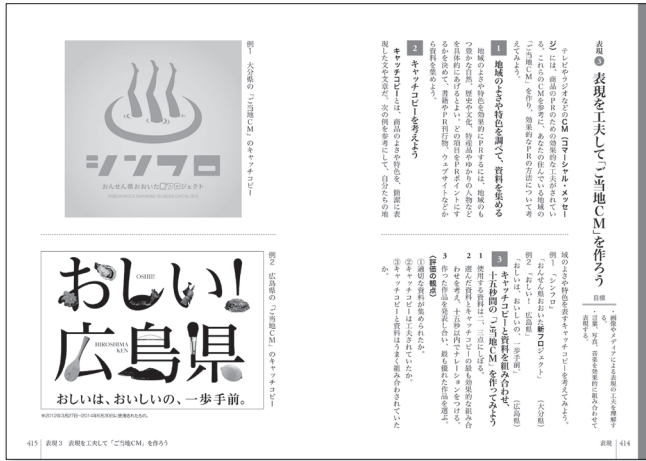 表現 3 表現を工夫して「ご当地CM」を作ろう
目標
・画像やメディアによる表現の工夫を理解する。
・言葉、写真、音楽を効果的に組み合わせて表現する。
テレビやラジオなどのCM（コマーシャル・メッセー
ジ）には、商品のPRのための効果的な工夫がされてい
る。これらのCMを参考に、あなたの住んでいる地域の
「ご当地CM」を作り、効果的なPRの方法について考
えてみよう。
1 地域のよさや特色を調べて、資料を集める
地域のよさや特色を効果的にPRするには、地域のも
つ豊かな自然、歴史や文化、特産品やゆかりの人物など
を具体的にあげるとよい。どの項目をPRポイントにす
るかを決めて、書籍やPR刊行物、ウェブサイトなどか
ら資料を集めよう。
2 キャッチコピーを考えよう
キャッチコピーとは、商品のよさや特色を、簡潔に表
現した文や文章だ。次の例を参考にして、自分たちの地
域のよさや特色を表すキャッチコピーを考えてみよう。
例1 「シンフロ」
「おんせん県おおいた新フロジェクト」（大分県）
例2 「おしい！広島県」
「おしいは、おいしいの、一歩手前。」（広島県）
3 キャッチコピーと資料を組み合わせ、
十五秒間の「ご当地CM」を作ってみよう
1 使用する資料は二、三点にしぼる。
2 選んだ資料とキャッチコピーの最も効果的な組み合
わせを考え、十五秒以内でナレーションをつける。
3 作った作品を発表し合い、最も優れた作品を選ぶ。
〈評価の観点〉
①適切な資料が集められたか。
②キャッチコピーは工夫されていたか。
③キャッチコピーと資料はうまく組み合わされていた
か。
表現 414
例1 大分県の「ご当地CM」のキャッチコピー
シンフロ
おんせん県おおいた新フロジェクト
例2 広島県の「ご当地CM」のキャッチコピー
おしい！
OSHII!
広島県
HIROSHIMA
KEN
おしいは、おいしいの、一歩手前。
※2012年3月27日~2014年6月30日に使用されたもの。
415 表現3 表現を工夫して「ご当地CM」を作ろう